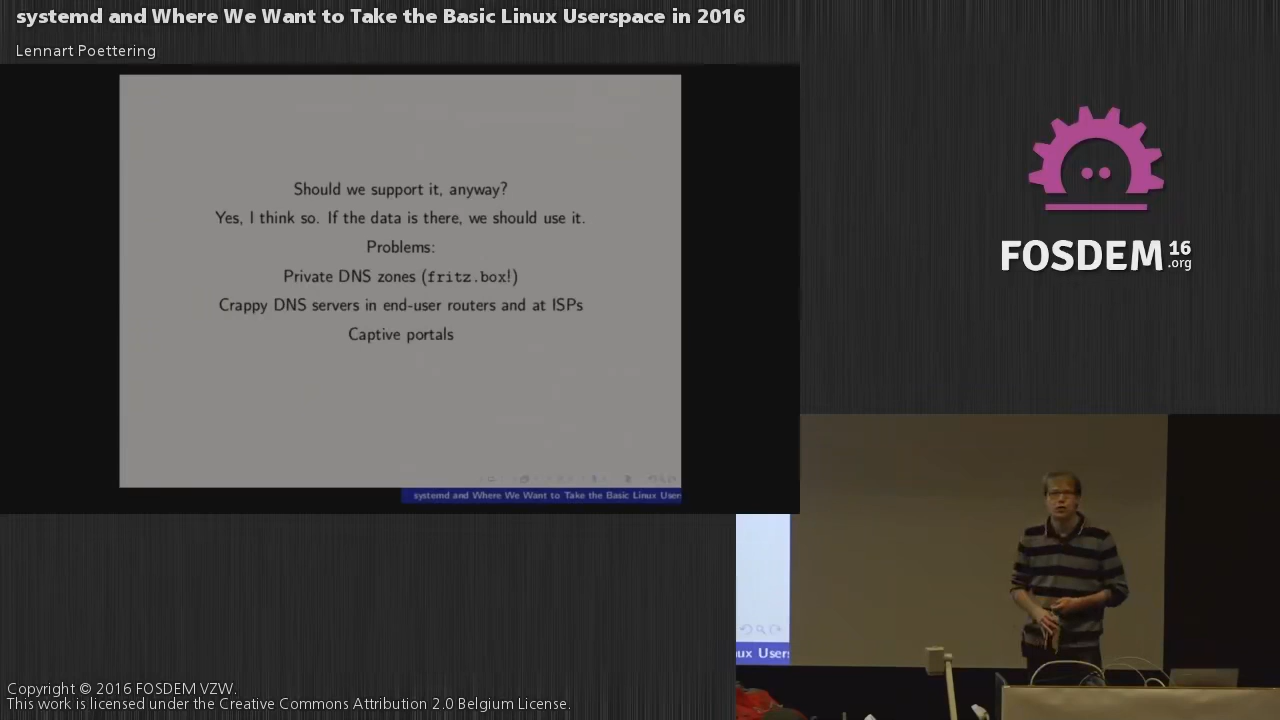 systemd and Where We Want to Take the Basic Linux Userspace in 2016
Lennart Poettering
Should we support it, anyway?
Yes, I think so. If the data is there, we should use it.
Problems:
Private DNS zones (fritz.box!)
Crappy DNS servers in end-user routers and at ISPs
Captive portals
systemd and Where We Want to Take the Basic Linux User
FOSDEM 16
.org
ux Users
Copyright © 2016 FOSDEM VZW.
This work is licensed under the Creative Commons Attribution 2.0 Belgium License.